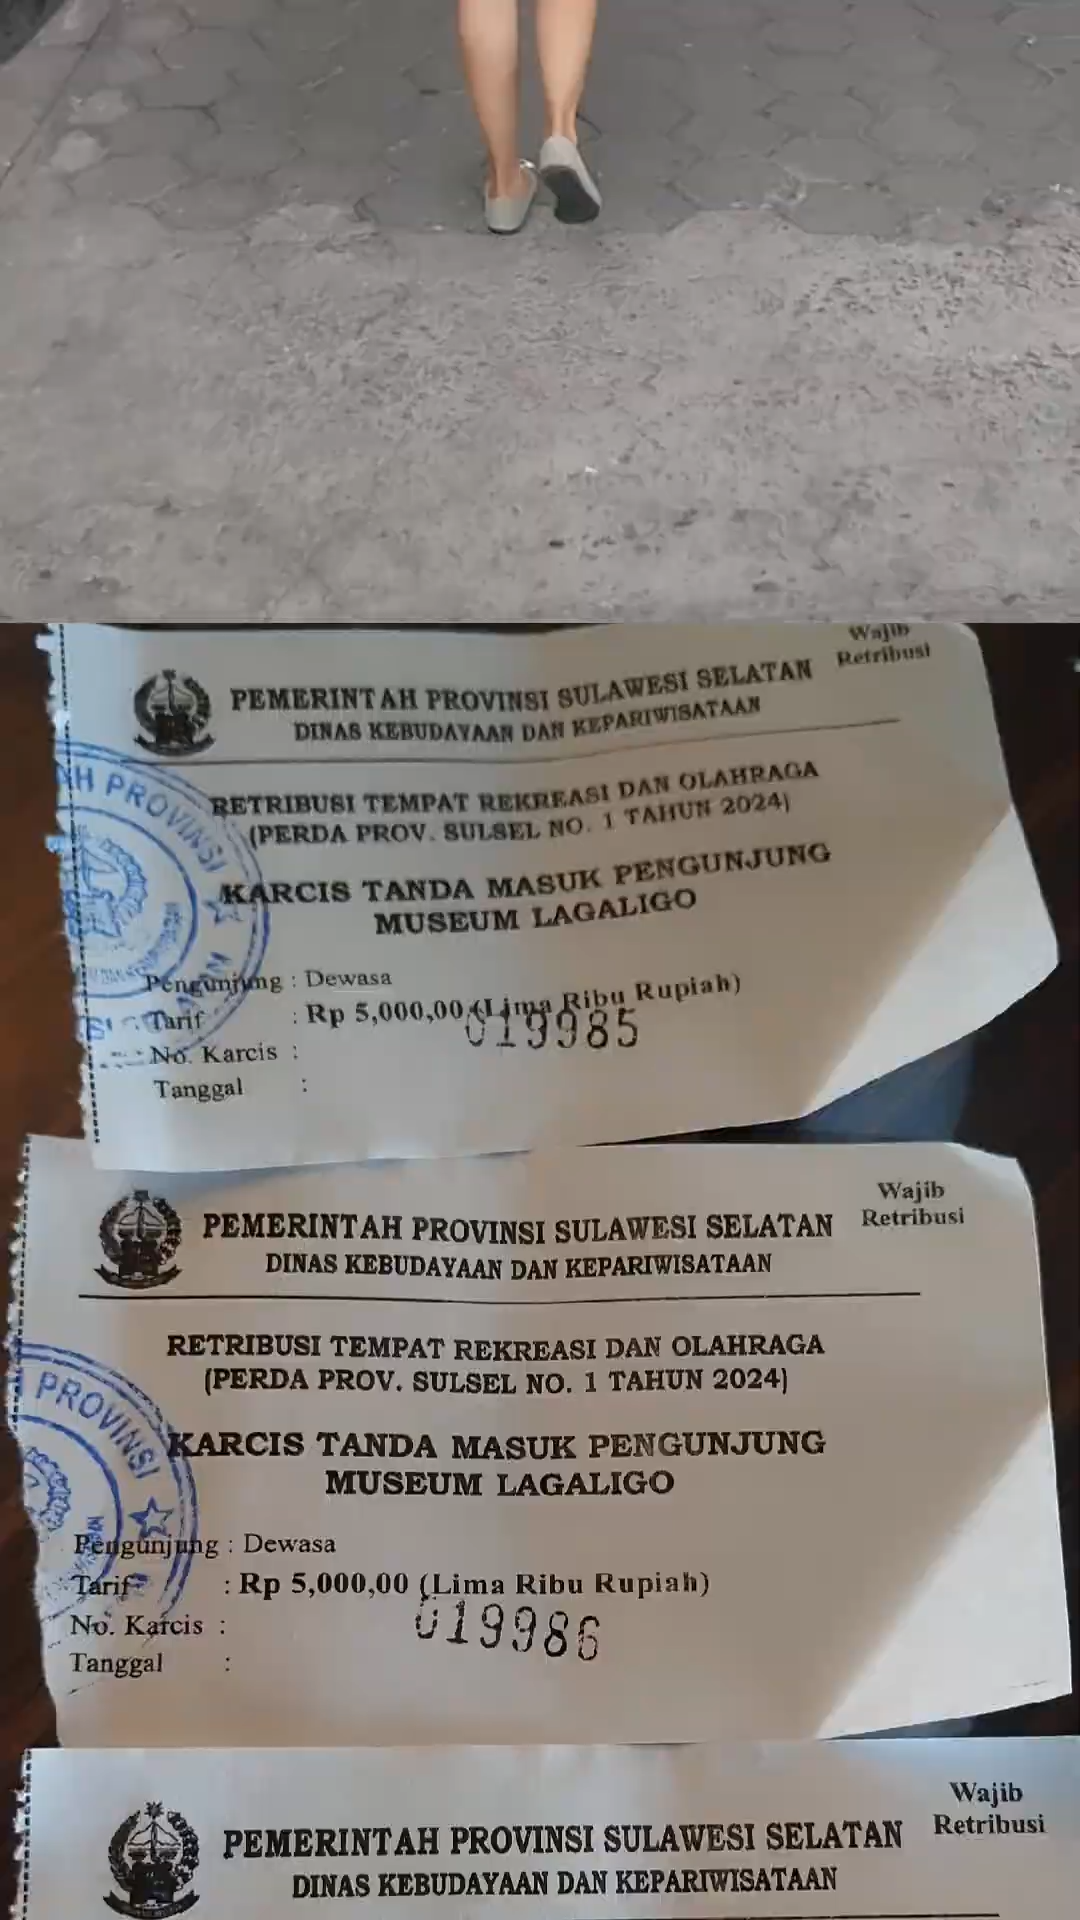 Wajib
Retribusi
PEMERINTAH PROVINSI SULAWESI SELATAN
DINAS KEBUDAYAAN DAN KEPARIWISATAAN
RETRIBUSI TEMPAT REKREASI DAN OLAHRAGA
(PERDA PROV. SULSEL NO. 1 TAHUN 2024)
KARCIS TANDA MASUK PENGUNJUNG
MUSEUM LAGALIGO
AH PROVINSI
Pengunjung : Dewasa
Tarif : Rp 5,000,00 (Lima Ribu Rupiah)
019985
No. Karcis :
Tanggal :
Wajib
Retribusi
PEMERINTAH PROVINSI SULAWESI SELATAN
DINAS KEBUDAYAAN DAN KEPARIWISATAAN
RETRIBUSI TEMPAT REKREASI DAN OLAHRAGA
(PERDA PROV. SULSEL NO. 1 TAHUN 2024)
PROVINSI
KARCIS TANDA MASUK PENGUNJUNG
MUSEUM LAGALIGO
Pengunjung : Dewasa
Tarif : Rp 5,000,00 (Lima Ribu Rupiah)
No. Karcis : 019986
Tanggal :
Wajib
Retribusi
PEMERINTAH PROVINSI SULAWESI SELATAN
DINAS KEBUDAYAAN DAN KEPARIWISATAAN